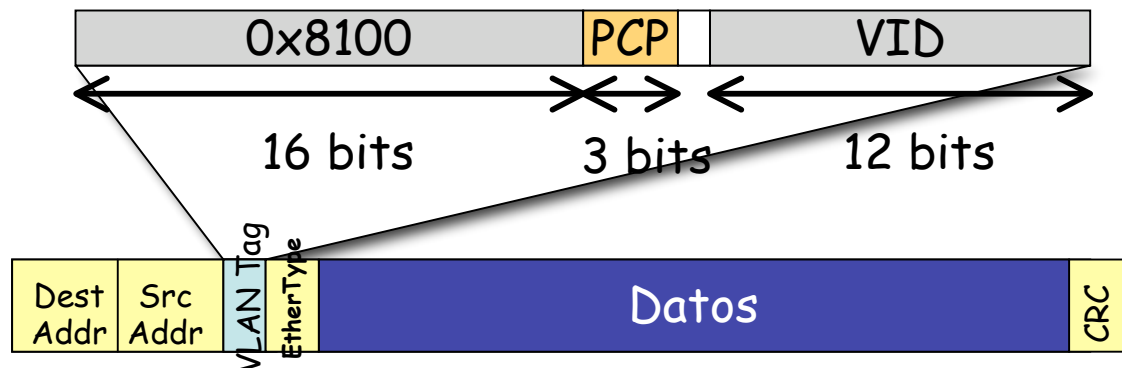 0x8100 PCP VID
16 bits 3 bits 12 bits
Dest
Addr
Src
Addr
VLAN Tag
EtherType
Datos
CRC